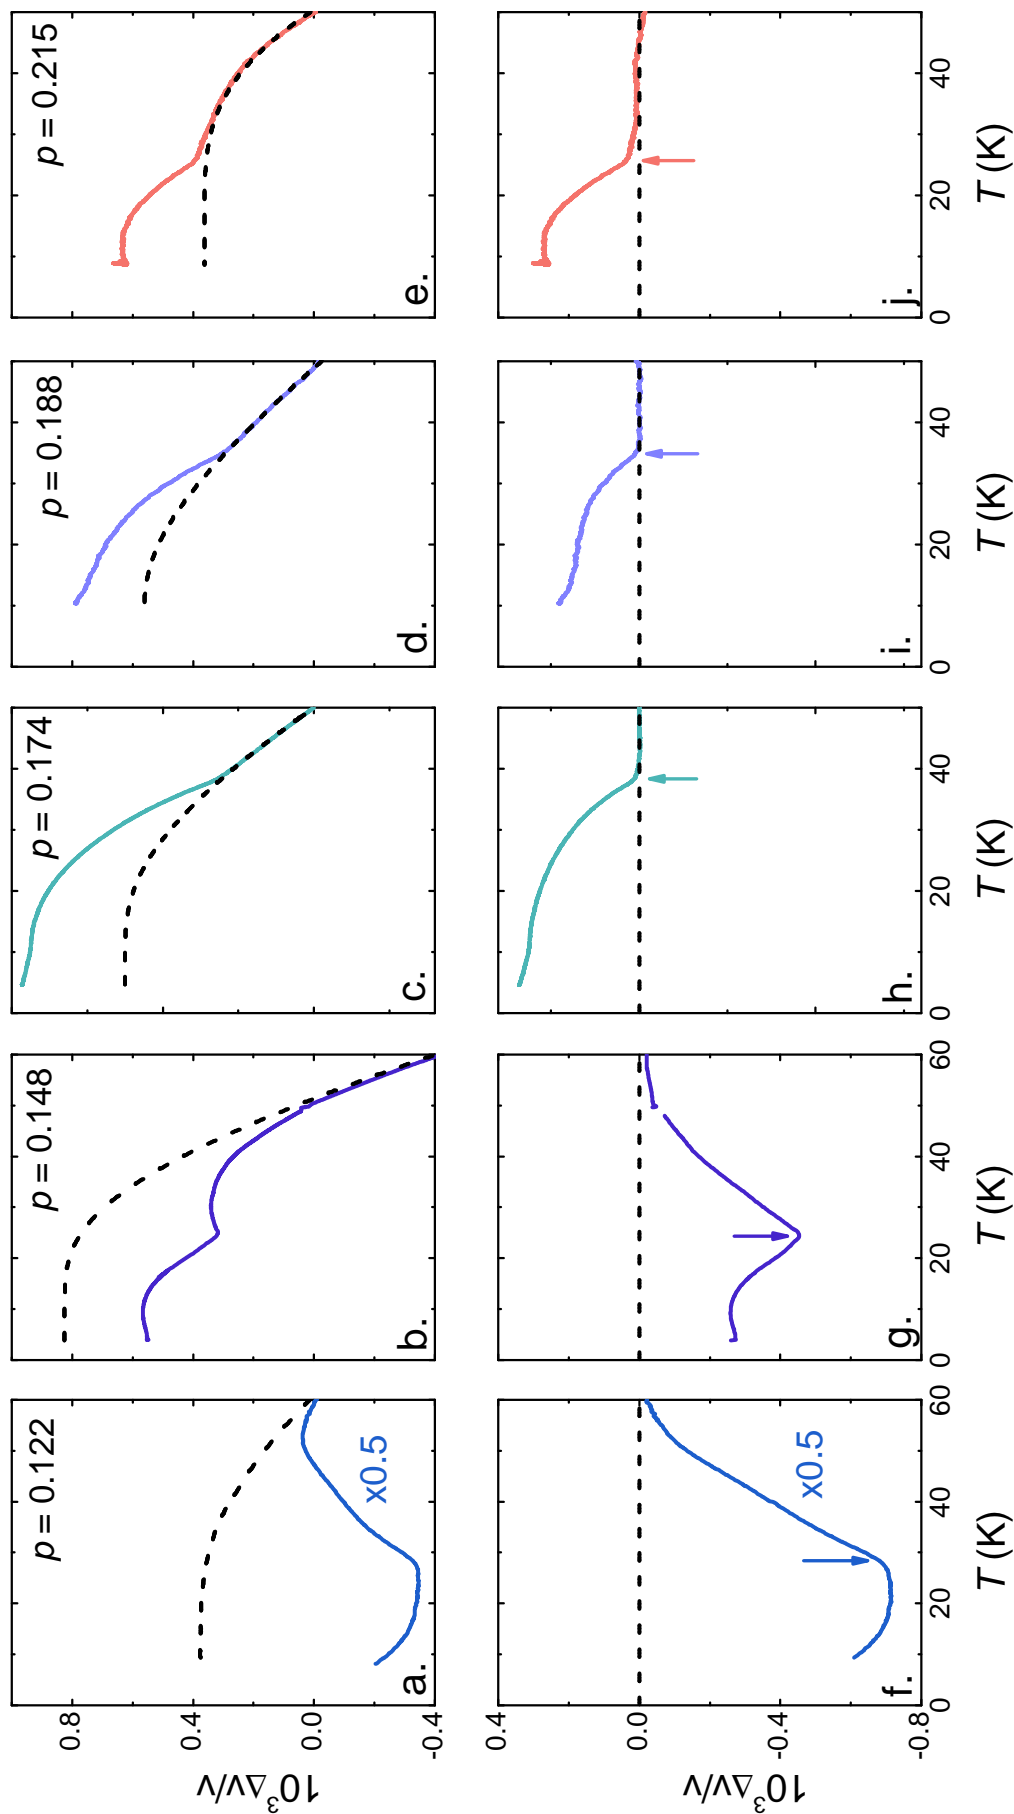 p = 0.122
p = 0.148
p = 0.174
p = 0.188
p = 0.215
10³Δv/v
0.8
0.4
0.0
-0.4
a.
x0.5
b.
c.
d.
e.
10³Δv/v
0.4
0.0
-0.4
-0.8
f.
x0.5
g.
h.
i.
j.
0 20 40 60
0 20 40 60
0 20 40
0 20 40
0 20 40
T (K)
T (K)
T (K)
T (K)
T (K)